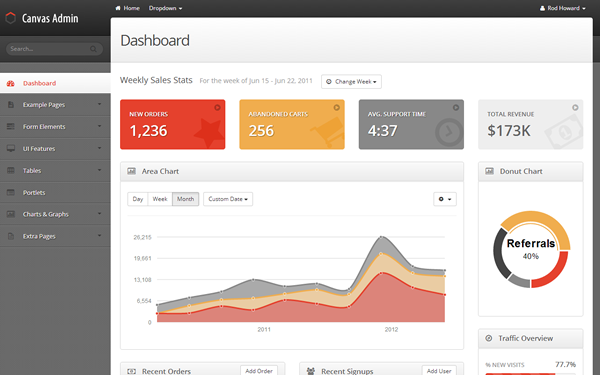 Canvas Admin
Home
Dropdown
Rod Howard
Search...
Dashboard
Example Pages
Form Elements
UI Features
Tables
Portlets
Charts & Graphs
Extra Pages
Dashboard
Weekly Sales Stats
For the week of Jun 15 - Jun 22, 2011
Change Week
NEW ORDERS
1,236
ABANDONED CARTS
256
AVG. SUPPORT TIME
4:37
TOTAL REVENUE
$173K
Area Chart
Day
Week
Month
Custom Date
26,215
19,661
13,108
6,554
0
2011
2012
Donut Chart
Referrals
40%
Traffic Overview
% NEW VISITS
77.7%
Recent Orders
Add Order
Recent Signups
Add User